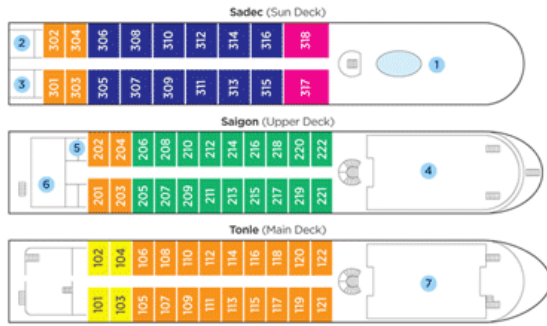 Sadec (Sun Deck)
2 302 304 306 308 310 312 314 316 318
1
3 301 303 305 307 309 311 313 315 317
Saigon (Upper Deck)
5 202 204 206 208 210 212 214 216 218 220 222
6 4
201 203 205 207 209 211 213 215 217 219 221
Tonle (Main Deck)
102 104 106 108 110 112 114 116 118 120 122
7
101 103 105 107 109 111 113 115 117 119 121